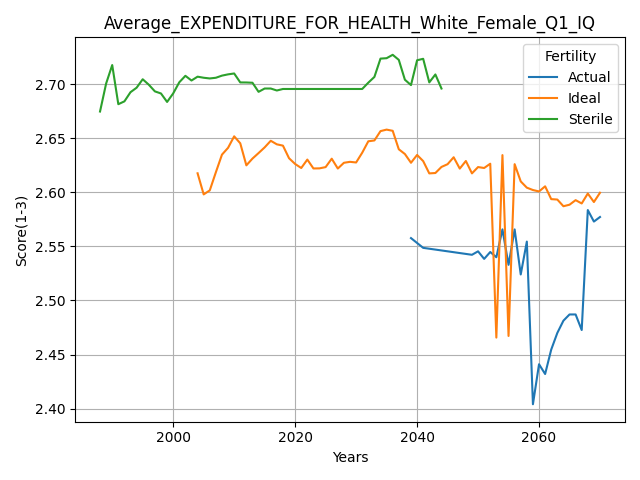 Average_EXPENDITURE_FOR_HEALTH_White_Female_Q1_IQ
Fertility
Actual
Ideal
Sterile
Score(1-3)
2.70
2.65
2.60
2.55
2.50
2.45
2.40
2000
2020
2040
2060
Years